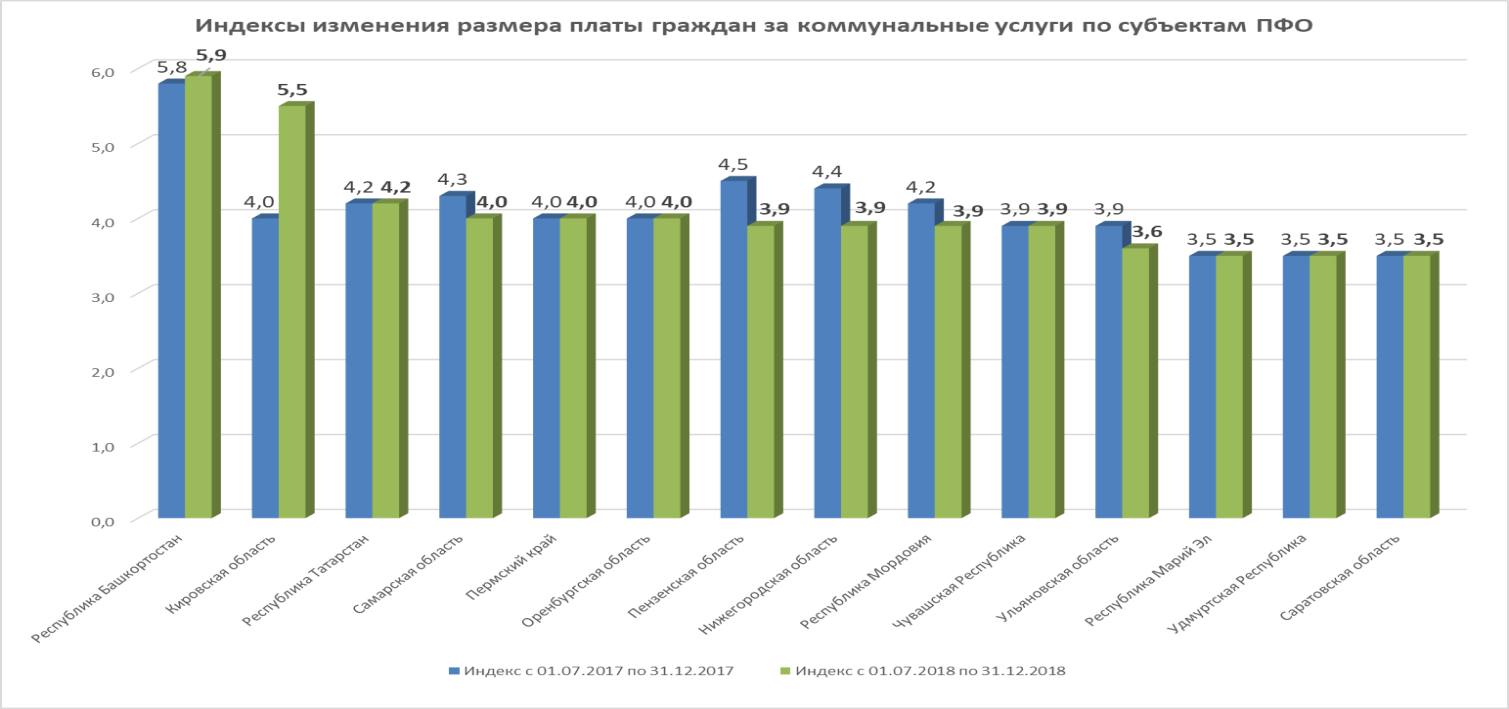 Индексы изменения размера платы граждан за коммунальные услуги по субъектам ПФО
6,0
5,0
4,0
3,0
2,0
1,0
0,0
5,8 5,9
4,0 5,5
4,2 4,2
4,3 4,0
4,0 4,0
4,0 4,0
4,5 3,9
4,4 3,9
4,2 3,9
3,9 3,9
3,9 3,6
3,5 3,5
3,5 3,5
3,5 3,5
Республика Башкортостан
Кировская область
Республика Татарстан
Самарская область
Пермский край
Оренбургская область
Пензенская область
Нижегородская область
Республика Мордовия
Чувашская Республика
Ульяновская область
Республика Марий Эл
Удмуртская Республика
Саратовская область
Индекс с 01.07.2017 по 31.12.2017
Индекс с 01.07.2018 по 31.12.2018